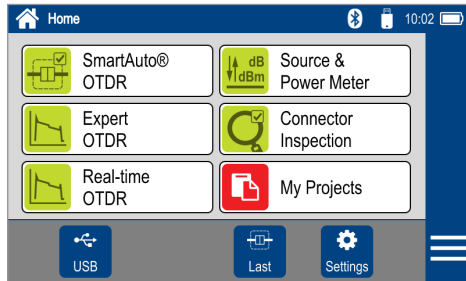 Home
10:02
SmartAuto®
OTDR
dB
dBm
Source &
Power Meter
Expert
OTDR
Connector
Inspection
Real-time
OTDR
My Projects
USB
Last
Settings